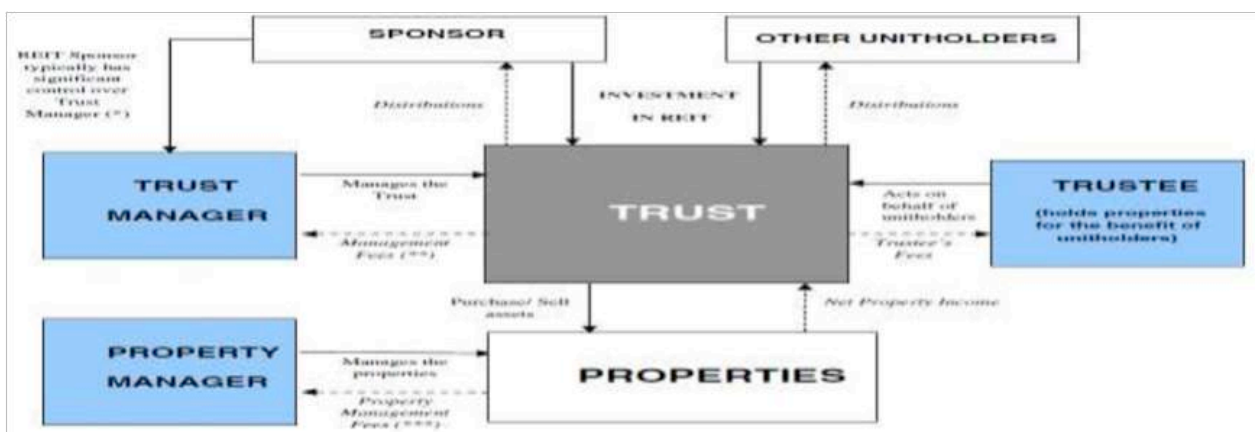 SPONSOR
OTHER UNITHOLDERS
REIT Sponsor
typically has
significant
control over
Trust
Manager (*)
Distributions
INVESTMENT
IN REIT
Distributions
TRUST
MANAGER
Manages the
Trust
Management
Fees (**)
TRUST
Acts on
behalf of
unitholders
Trustee's
Fees
TRUSTEE
(holds properties
for the benefit of
unitholders)
Purchase/ Sell
assets
Net Property Income
PROPERTY
MANAGER
Manages the
properties
Property
Management
Fees (***)
PROPERTIES